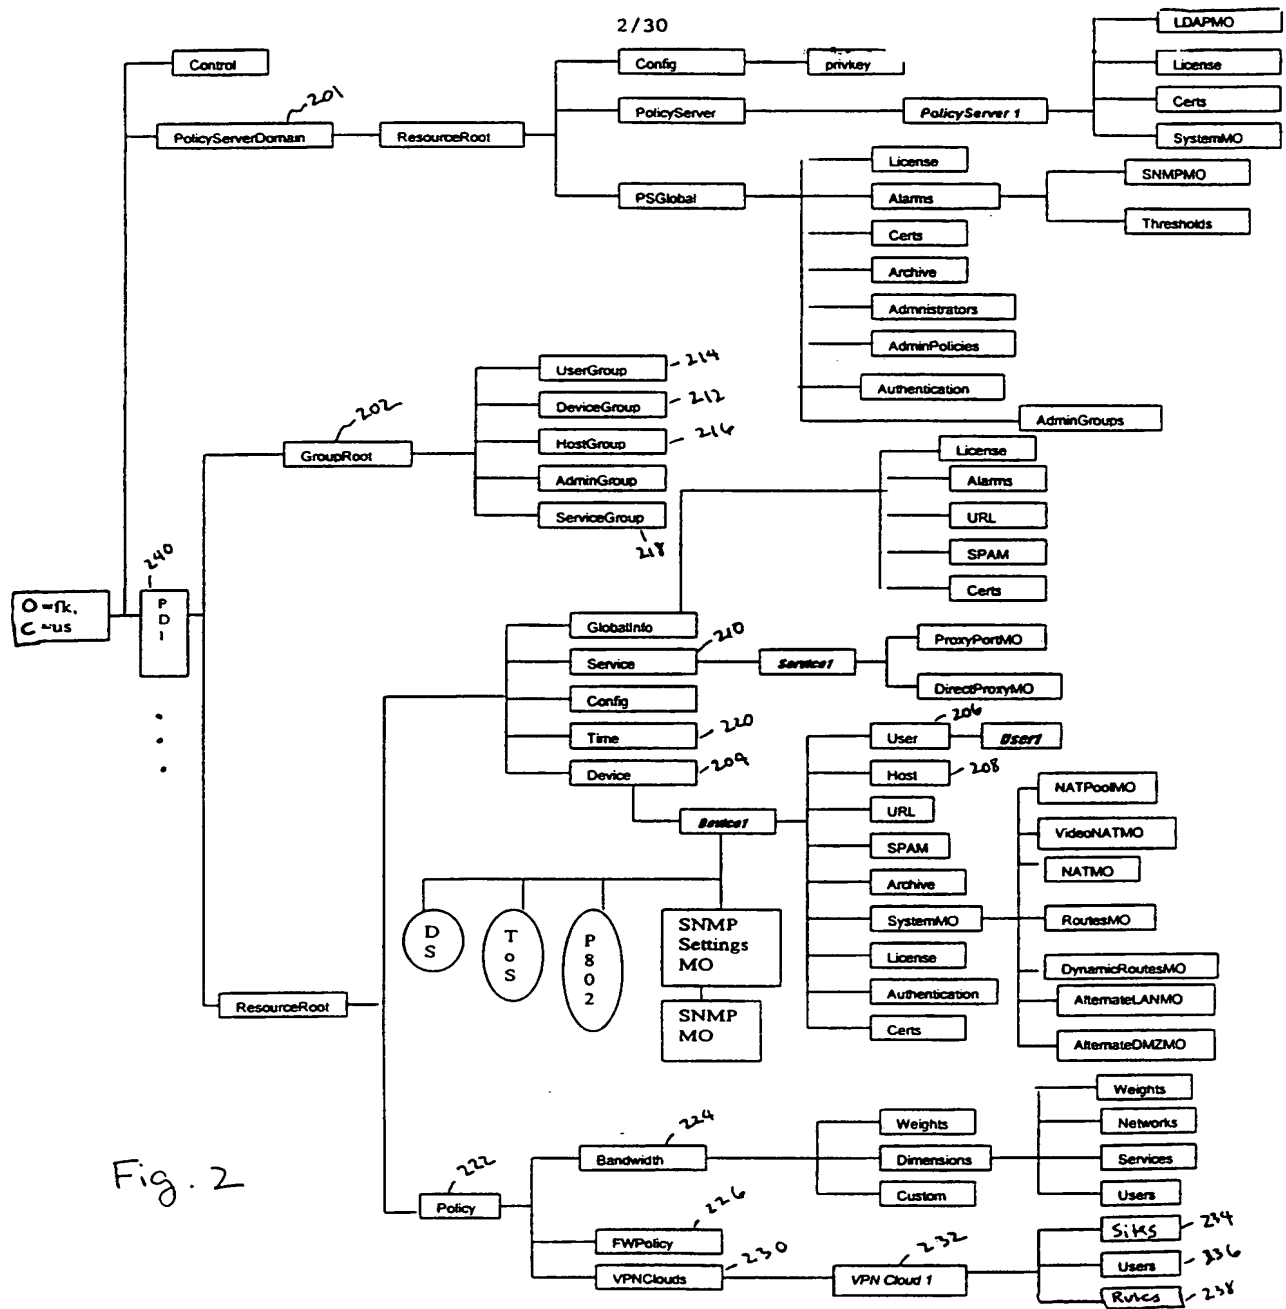 2/30
LDAPMO
License
Certs
SystemMO
Control
Config
privkey
201
PolicyServerDomain
ResourceRoot
PolicyServer
PolicyServer 1
PSGlobal
License
Alarms
SNMPMO
Thresholds
Certs
Archive
Admnistrators
AdminPolicies
Authentication
AdminGroups
202
GroupRoot
UserGroup
214
DeviceGroup
212
HostGroup
216
AdminGroup
ServiceGroup
218
License
Alarms
URL
SPAM
Certs
O=fk,
C=us
240
P
D
I
GlobalInfo
Service
210
Service1
ProxyPortMO
DirectProxyMO
Config
Time
220
Device
204
Device1
User
206
User1
Host
208
URL
SPAM
Archive
SystemMO
License
Authentication
Certs
NATPoolMO
VideoNATMO
NATMO
RoutesMO
DynamicRoutesMO
AlternateLANMO
AlternateDMZMO
D
S
T
o
S
P
8
0
2
SNMP
Settings
MO
SNMP
MO
ResourceRoot
Policy
222
Bandwidth
224
Weights
Dimensions
Custom
Weights
Networks
Services
Users
FWPolicy
226
VPNClouds
230
VPN Cloud 1
232
Sites
234
Users
236
Rules
238
Fig. 2